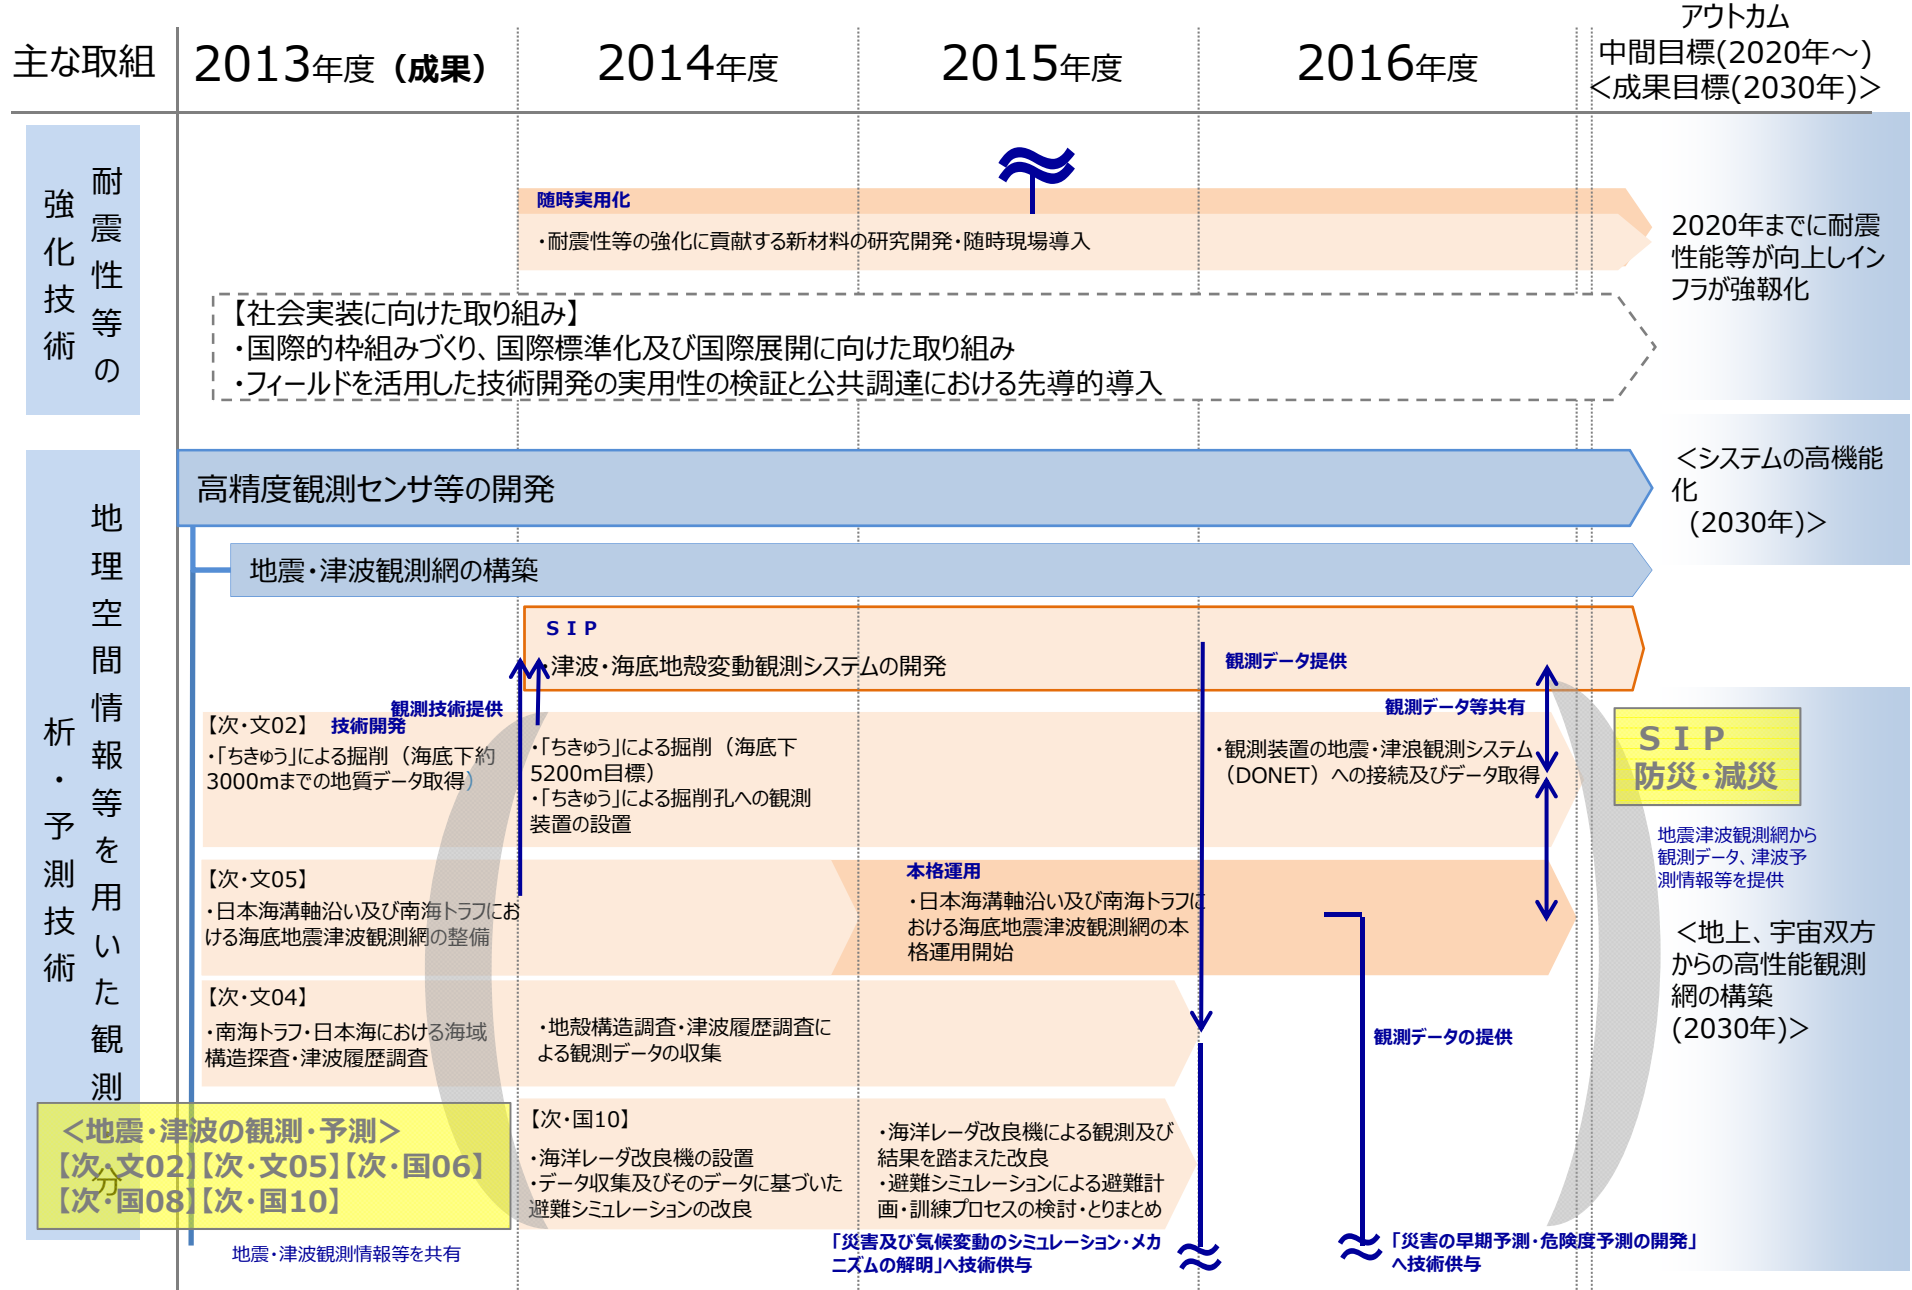 主な取組
2013年度（成果）
2014年度
2015年度
2016年度
アウトカム
中間目標(2020年～)
＜成果目標(2030年)＞
耐震性等の
強化技術
随時実用化
・耐震性等の強化に貢献する新材料の研究開発・随時現場導入
2020年までに耐震
性能等が向上しイン
フラが強靱化
【社会実装に向けた取り組み】
・国際的枠組みづくり、国際標準化及び国際展開に向けた取り組み
・フィールドを活用した技術開発の実用性の検証と公共調達における先導的導入
地理空間情報等を用いた観測
・分析・予測技術
高精度観測センサ等の開発
＜システムの高機能
化
(2030年)＞
地震・津波観測網の構築
ＳＩＰ
・津波・海底地殻変動観測システムの開発
観測データ提供
観測技術提供
観測データ等共有
【次・文02】
技術開発
・「ちきゅう」による掘削（海底下約
3000mまでの地質データ取得）
・「ちきゅう」による掘削（海底下
5200m目標）
・「ちきゅう」による掘削孔への観測
装置の設置
・観測装置の地震・津浪観測システム
（DONET）への接続及びデータ取得
ＳＩＰ
防災・減災
地震津波観測網から
観測データ、津波予
測情報等を提供
【次・文05】
・日本海溝軸沿い及び南海トラフにお
ける海底地震津波観測網の整備
本格運用
・日本海溝軸沿い及び南海トラフに
おける海底地震津波観測網の本
格運用開始
＜地上、宇宙双方
からの高性能観測
網の構築
(2030年)＞
【次・文04】
・南海トラフ・日本海における海域
構造探査・津波履歴調査
・地殻構造調査・津波履歴調査に
よる観測データの収集
観測データの提供
＜地震・津波の観測・予測＞
【次・文02】【次・文05】【次・国06】
【次・国08】【次・国10】
【次・国10】
・海洋レーダ改良機の設置
・データ収集及びそのデータに基づいた
避難シミュレーションの改良
・海洋レーダ改良機による観測及び
結果を踏まえた改良
・避難シミュレーションによる避難計
画・訓練プロセスの検討・とりまとめ
地震・津波観測情報等を共有
「災害及び気候変動のシミュレーション・メカ
ニズムの解明」へ技術供与
「災害の早期予測・危険度予測の開発」
へ技術供与